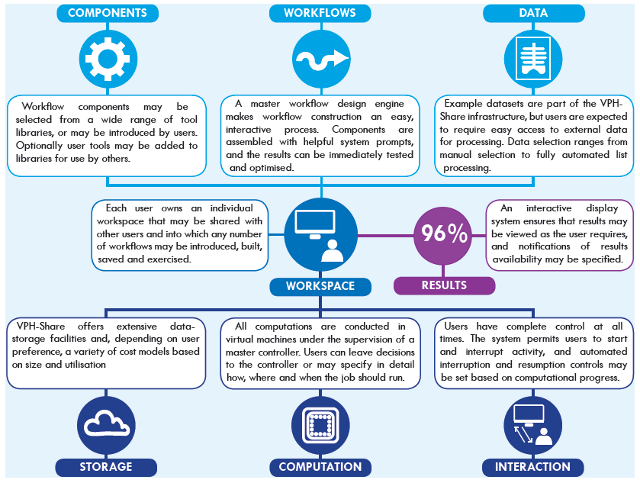 COMPONENTS
WORKFLOWS
DATA
Workflow components may be
selected from a wide range of tool
libraries, or may be introduced by users.
Optionally user tools may be added to
libraries for use by others.
A master workflow design engine
makes workflow construction an easy,
interactive process. Components are
assembled with helpful system prompts,
and the results can be immediately tested
and optimised.
Example datasets are part of the VPH-
Share infrastructure, but users are expected
to require easy access to external data
for processing. Data selection ranges from
manual selection to fully automated list
processing.
Each user owns an individual
workspace that may be shared with
other users and into which any number
of workflows may be introduced, built,
saved and exercised.
WORKSPACE
96%
RESULTS
An interactive display
system ensures that results may
be viewed as the user requires,
and notifications of results
availability may be specified.
VPH-Share offers extensive data-
storage facilities and, depending on user
preference, a variety of cost models based
on size and utilisation
All computations are conducted in
virtual machines under the supervision of a
master controller. Users can leave decisions
to the controller or may specify in detail
how, where and when the job should run.
Users have complete control at all
times. The system permits users to start
and interrupt activity, and automated
interruption and resumption controls may
be set based on computational progress.
STORAGE
COMPUTATION
INTERACTION